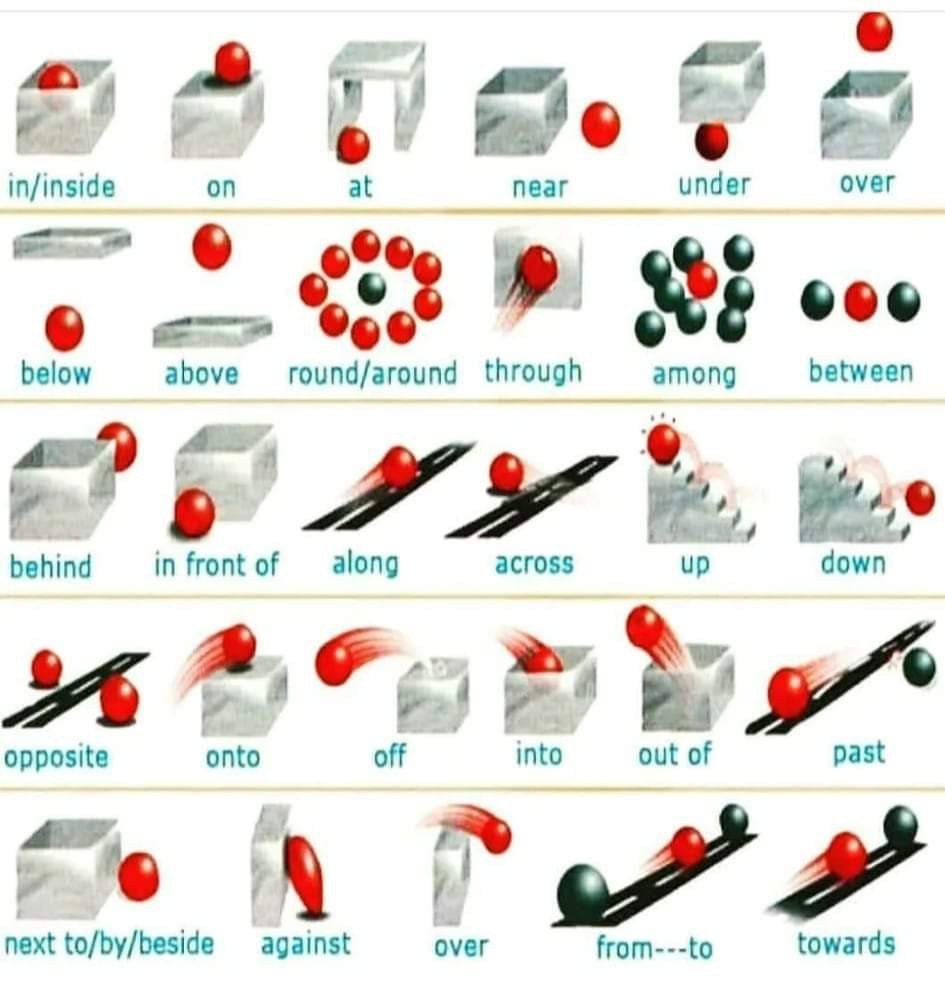 in/inside on at near under over
below above round/around through among between
behind in front of along across up down
opposite onto off into out of past
next to/by/beside against over from---to towards